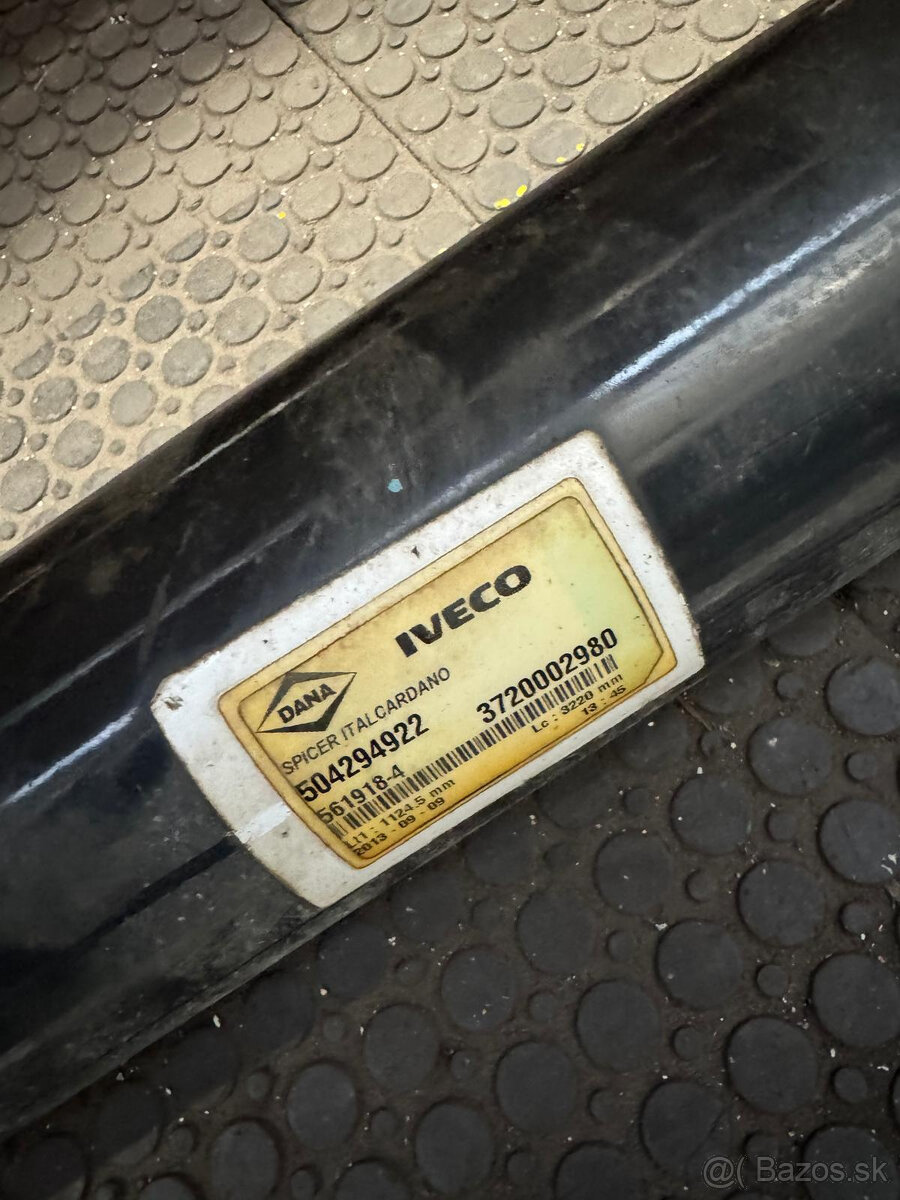 IVECO
DANA
SPICER ITALCARDANO
504294922 3720002980
561918-4
Lc : 3220 mm
LI1 : 1124.5 mm
13 : 45
2013 - 09 - 09
@( Bazos.sk